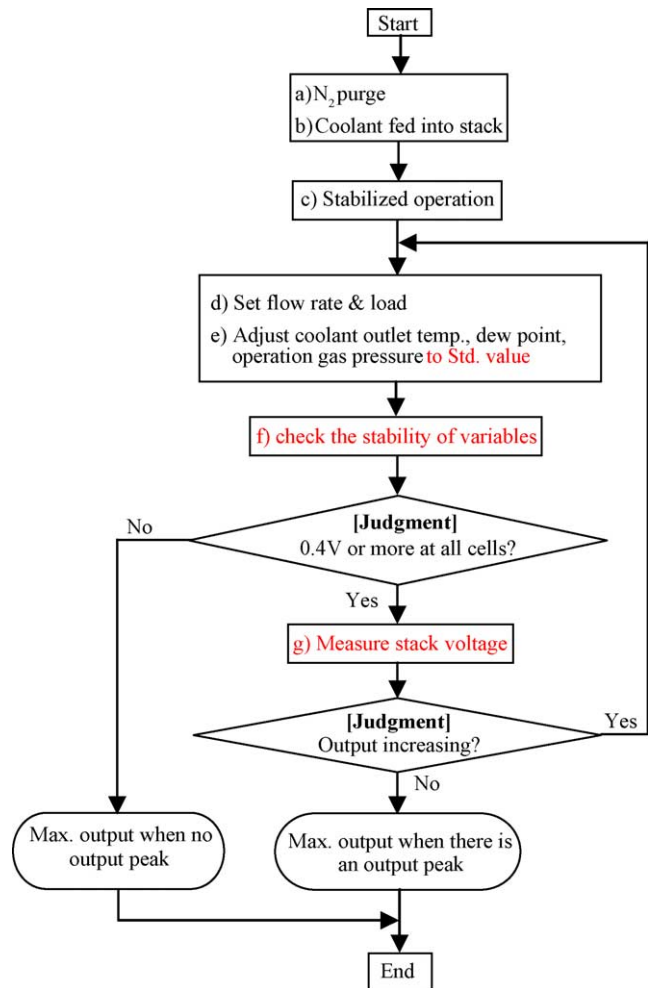 Start
a)N₂purge
b)Coolant fed into stack
c) Stabilized operation
d) Set flow rate & load
e) Adjust coolant outlet temp., dew point,
operation gas pressure to Std. value
f) check the stability of variables
No
[Judgment]
0.4V or more at all cells?
Yes
g) Measure stack voltage
[Judgment]
Output increasing?
Yes
No
Max. output when no
output peak
Max. output when there is
an output peak
End